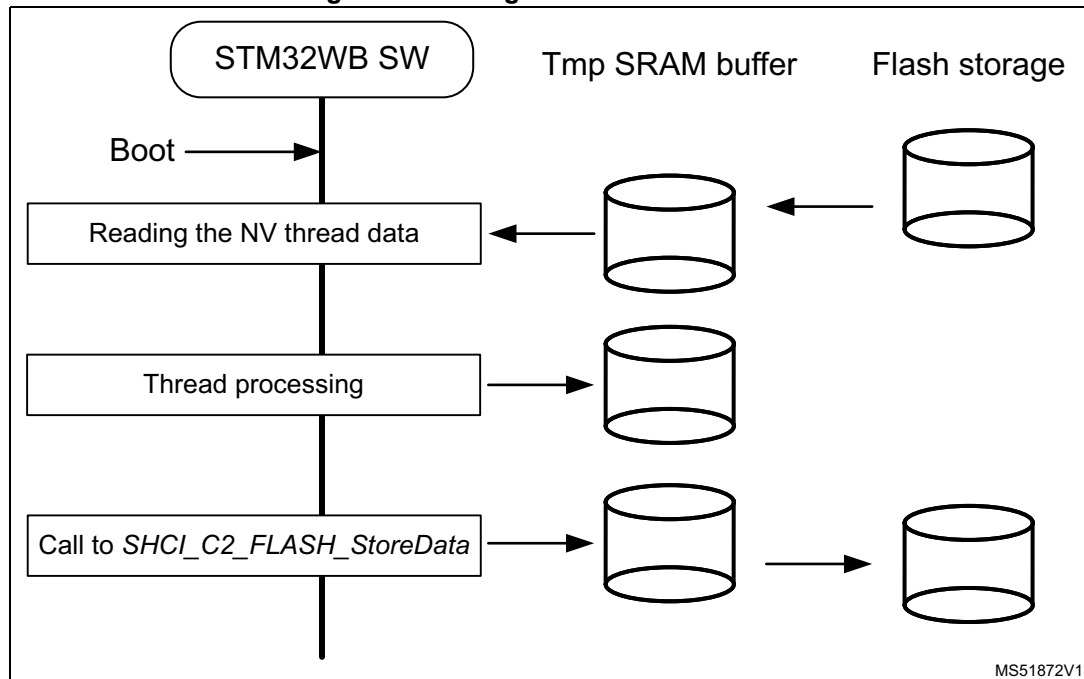 STM32WB SW
Tmp SRAM buffer
Flash storage
Boot
Reading the NV thread data
Thread processing
Call to SHCI_C2_FLASH_StoreData
MS51872V1